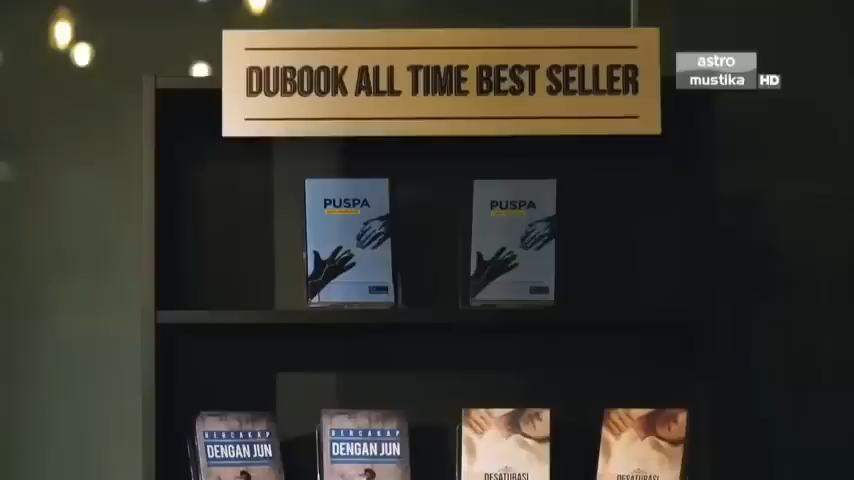 DUBOOK ALL TIME BEST SELLER
astro
mustika HD
PUSPA
PUSPA
BERCAKAP
DENGAN JUN
BERCAKAP
DENGAN JUN
DESATURASI
DESATURASI